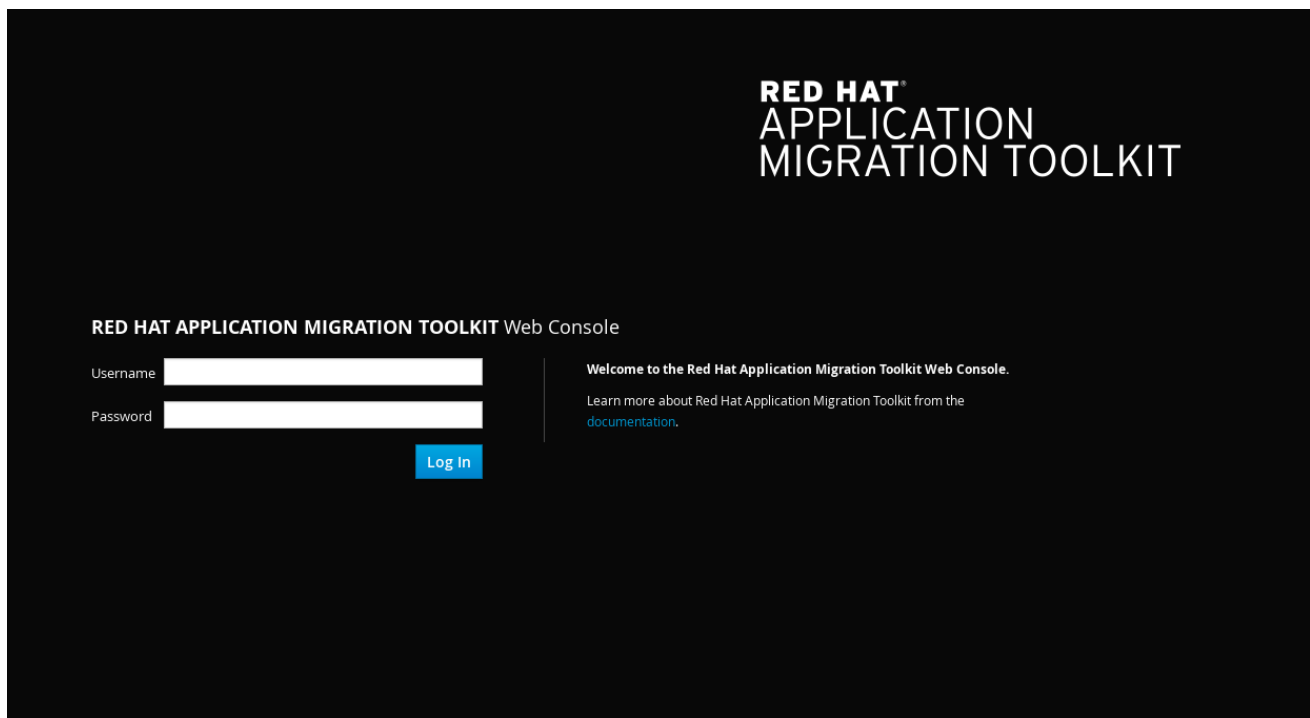 RED HAT®
APPLICATION
MIGRATION TOOLKIT
RED HAT APPLICATION MIGRATION TOOLKIT Web Console
Username
Password
Log In
Welcome to the Red Hat Application Migration Toolkit Web Console.
Learn more about Red Hat Application Migration Toolkit from the
documentation.